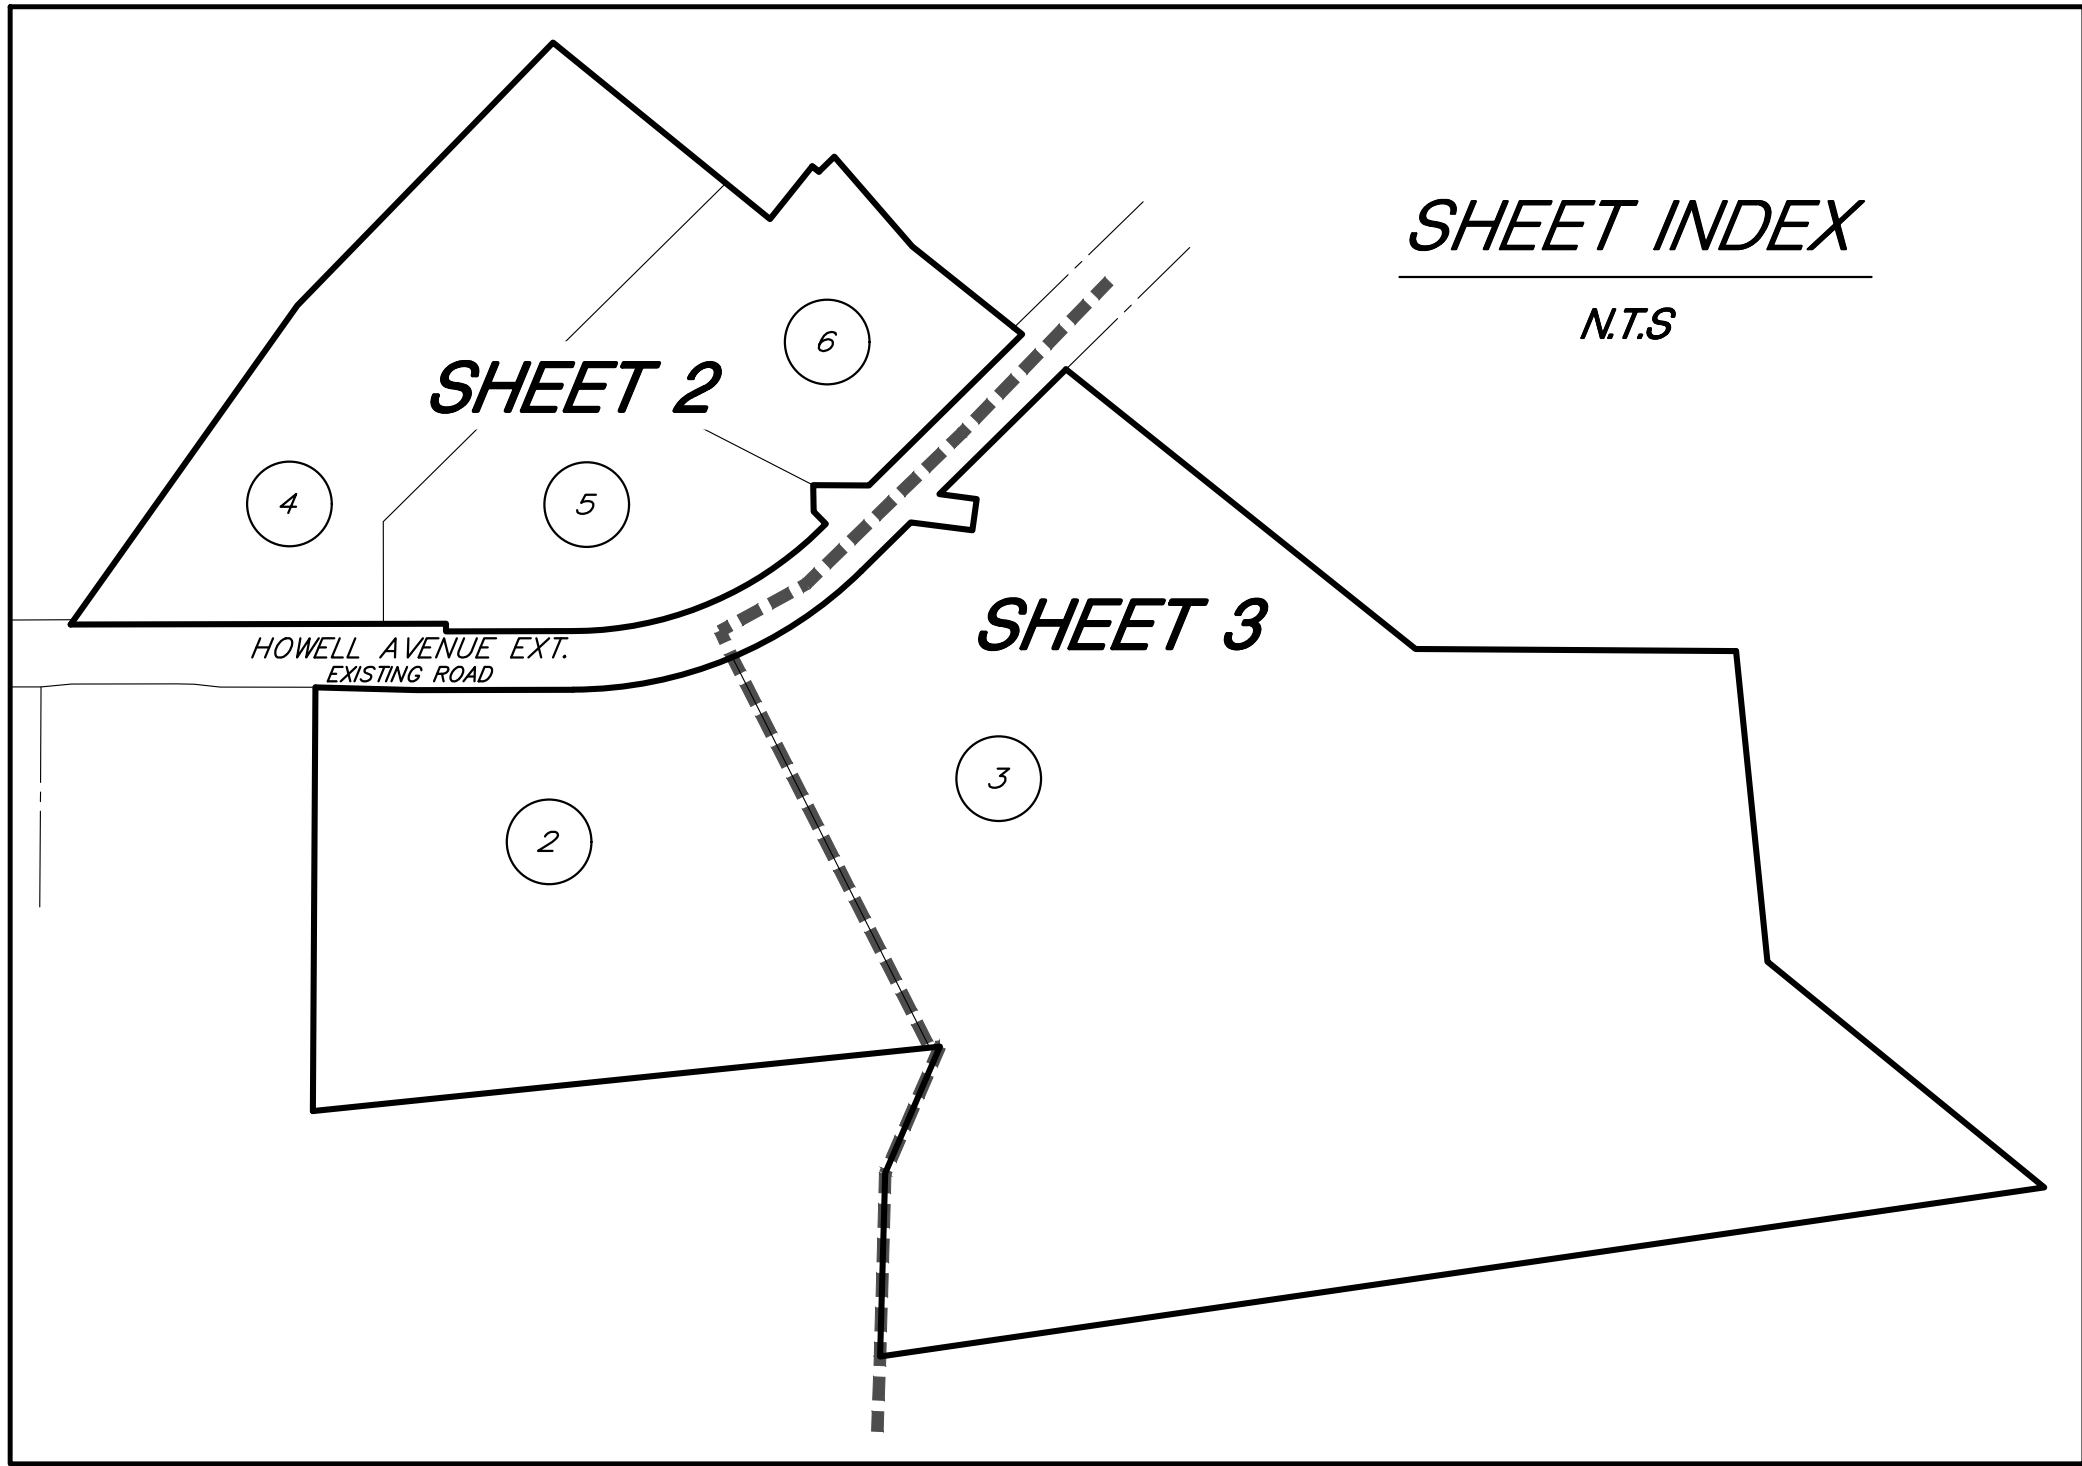 SHEET INDEX
N.T.S
6
SHEET 2
4
5
SHEET 3
HOWELL AVENUE EXT.
EXISTING ROAD
3
2